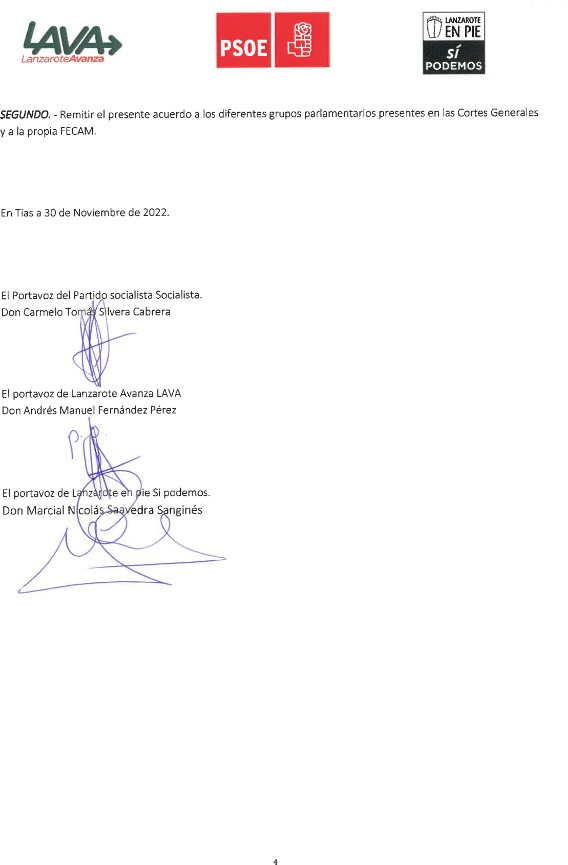 LAVA
LanzaroteAvanza
PSOE
LANZAROTE
EN PIE
sí
PODEMOS
SEGUNDO. - Remitir el presente acuerdo a los diferentes grupos parlamentarios presentes en las Cortes Generales
y a la propia FECAM.
En Tias a 30 de Noviembre de 2022.
El Portavoz del Partido socialista Socialista.
Don Carmelo Tomás Silvera Cabrera
El portavoz de Lanzarote Avanza LAVA
Don Andrés Manuel Fernández Pérez
P.P.
El portavoz de Lanzarote en pie Si podemos.
Don Marcial Nicolás Saavedra Sanginés
4